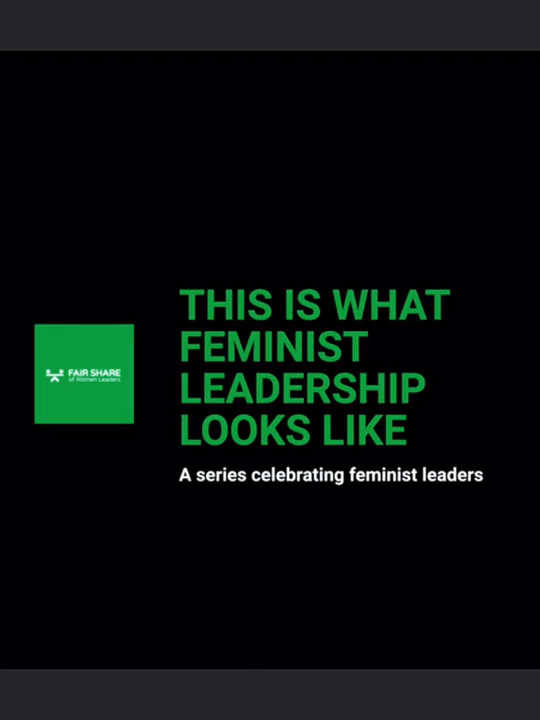 FAIR SHARE
of Women Leaders
THIS IS WHAT
FEMINIST
LEADERSHIP
LOOKS LIKE
A series celebrating feminist leaders